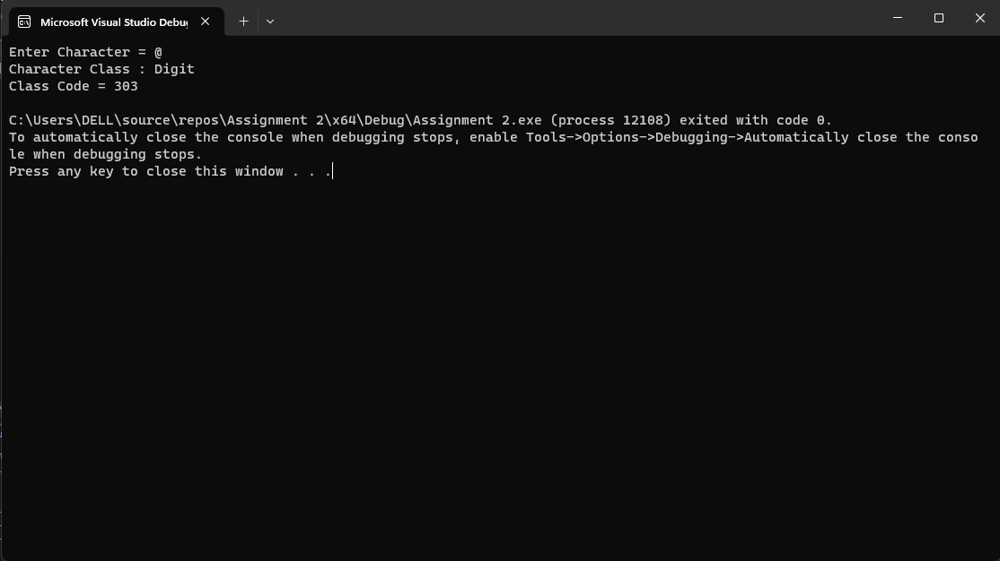 Microsoft Visual Studio Debu
Enter Character = @
Character Class : Digit
Class Code = 303
C:\Users\DELL\source\repos\Assignment 2\x64\Debug\Assignment 2.exe (process 12108) exited with code 0.
To automatically close the console when debugging stops, enable Tools->Options->Debugging->Automatically close the conso
le when debugging stops.
Press any key to close this window . . .